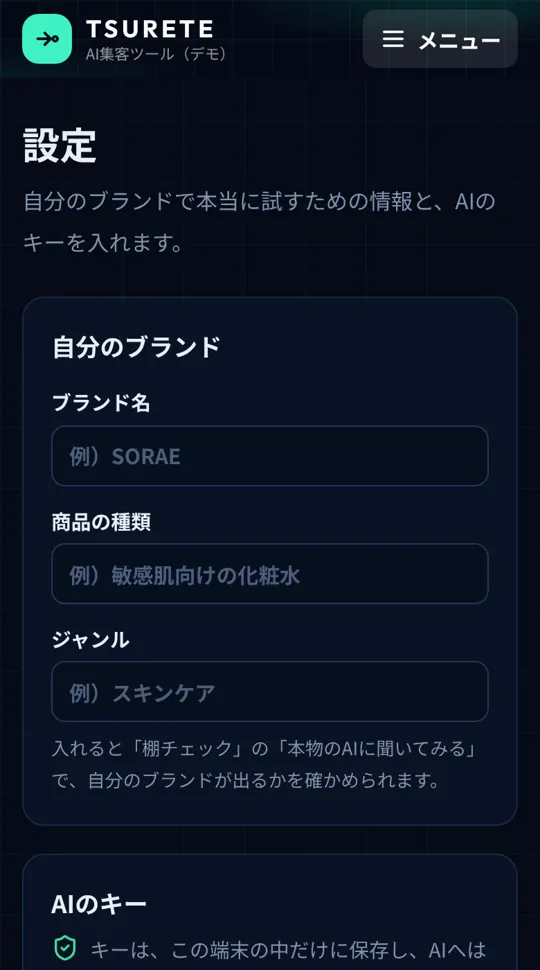 TSURETE
AI集客ツール（デモ）
メニュー
設定
自分のブランドで本当に試すための情報と、AIの
キーを入れます。
自分のブランド
ブランド名
例）SORAE
商品の種類
例）敏感肌向けの化粧水
ジャンル
例）スキンケア
入れると「棚チェック」の「本物のAIに聞いてみる」
で、自分のブランドが出るかを確かめられます。
AIのキー
キーは、この端末の中だけに保存し、AIへは